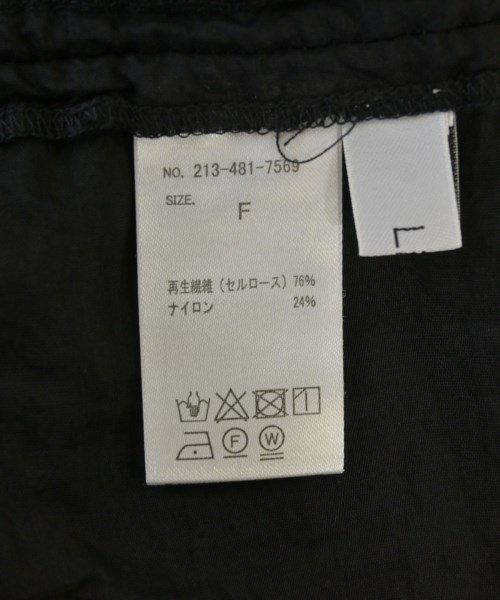 NO. 213-481-7569
SIZE.
F
再生繊維(セルロース) 76%
ナイロン 24%
F W